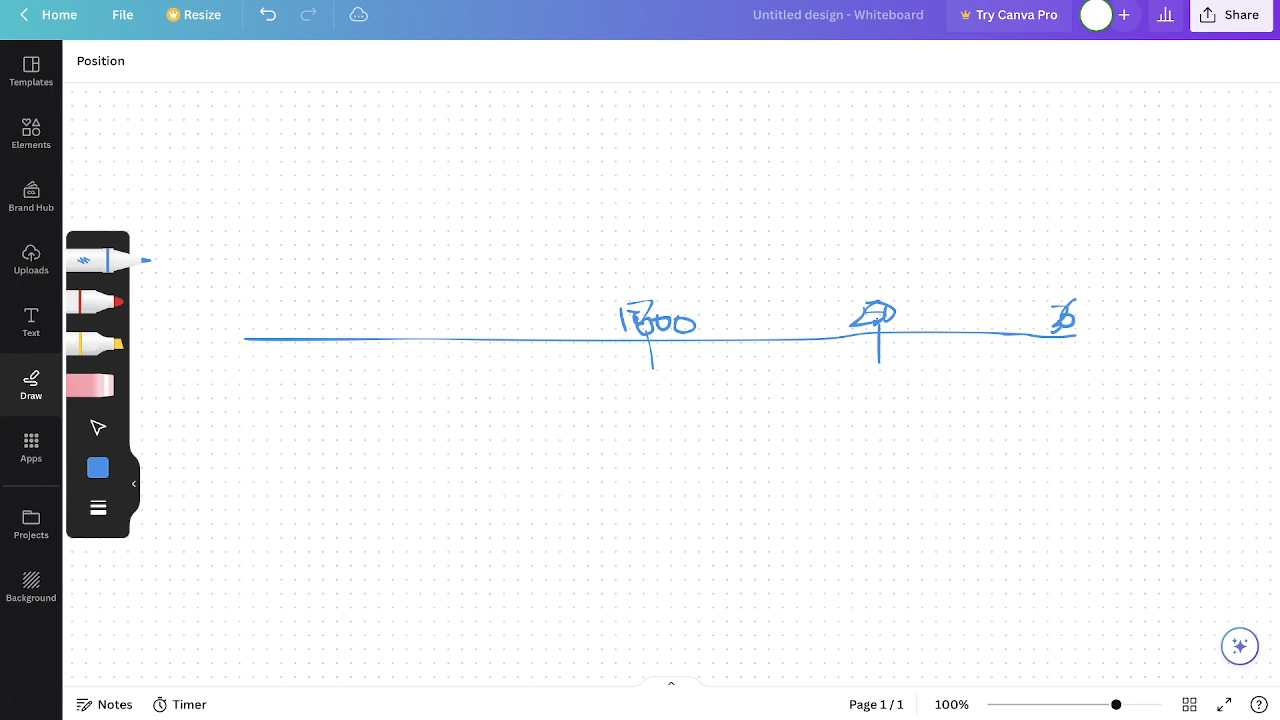 Home File Resize Untitled design - Whiteboard Try Canva Pro Share
Templates
Position
Elements
Brand Hub
Uploads
Text
Draw
Apps
Projects
Background
Notes Timer Page 1 / 1 100%